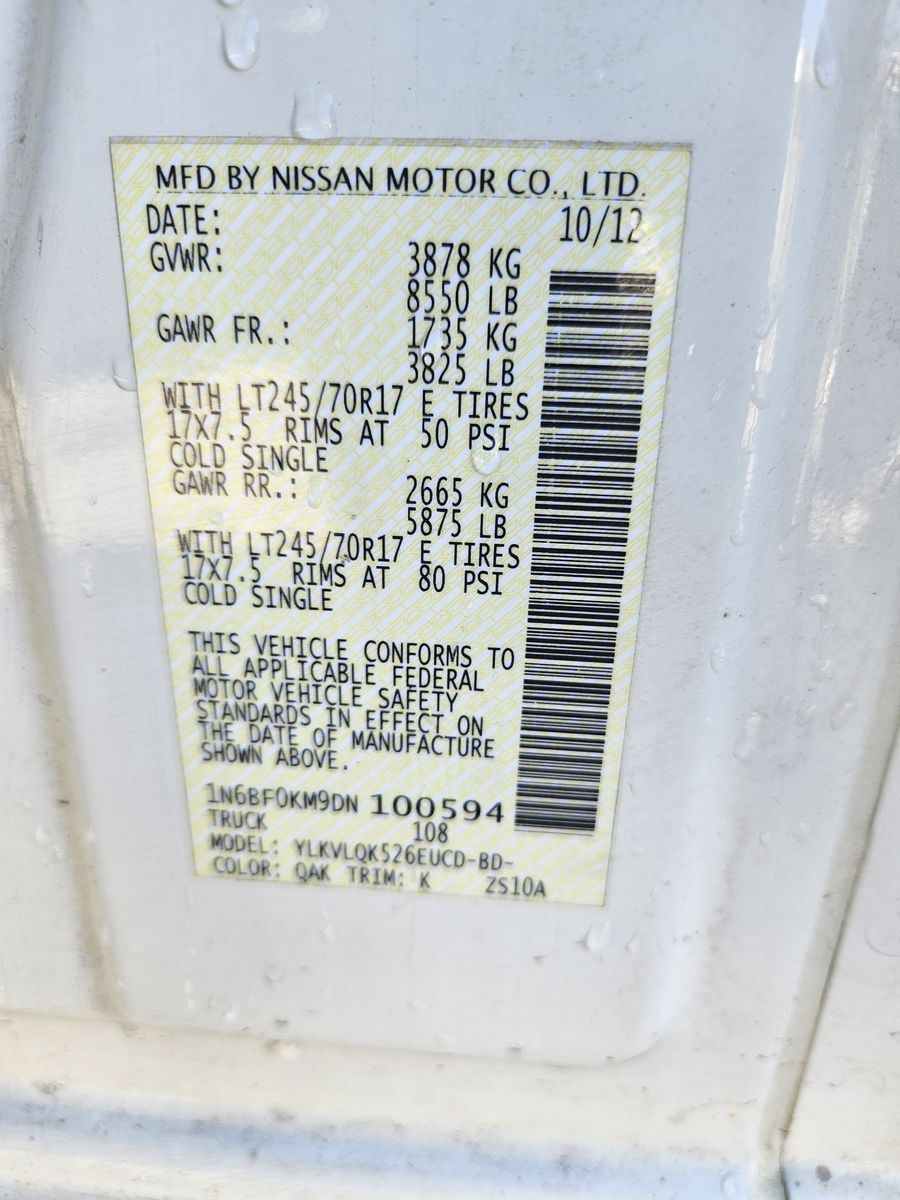 MFD BY NISSAN MOTOR CO., LTD.
DATE: 10/12
GVWR: 3878 KG
8550 LB
GAWR FR.: 1735 KG
3825 LB
WITH LT245/70R17 E TIRES
17X7.5 RIMS AT 50 PSI
COLD SINGLE
GAWR RR.: 2665 KG
5875 LB
WITH LT245/70R17 E TIRES
17X7.5 RIMS AT 80 PSI
COLD SINGLE
THIS VEHICLE CONFORMS TO
ALL APPLICABLE FEDERAL
MOTOR VEHICLE SAFETY
STANDARDS IN EFFECT ON
THE DATE OF MANUFACTURE
SHOWN ABOVE.
1N6BF0KM9DN 100594
TRUCK 108
MODEL: YLKVLQK526EUCD-BD-
COLOR: QAK TRIM: K ZS10A